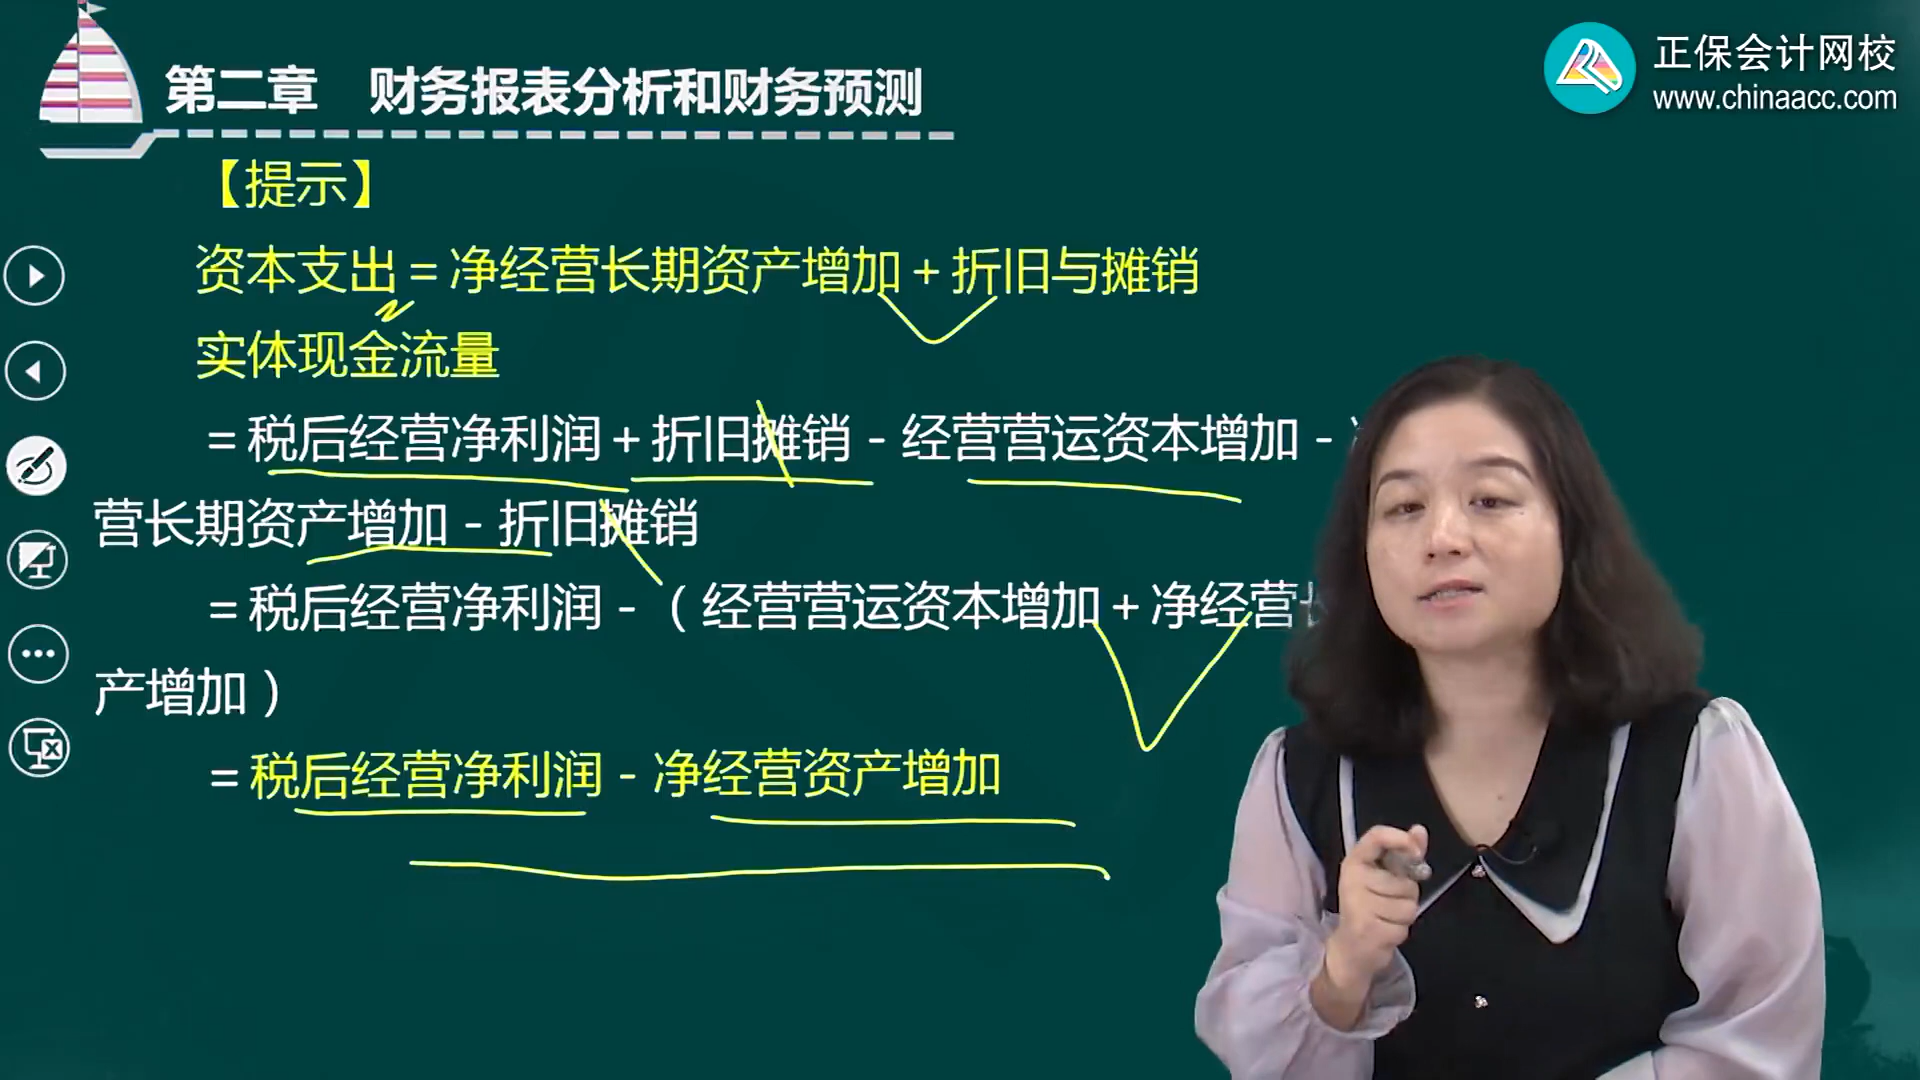 第二章 财务报表分析和财务预测
正保会计网校
www.chinaacc.com
【提示】
资本支出=净经营长期资产增加+折旧与摊销
实体现金流量
=税后经营净利润+折旧摊销-经营营运资本增加-
营长期资产增加-折旧摊销
=税后经营净利润-（经营营运资本增加+净经营
产增加）
=税后经营净利润-净经营资产增加